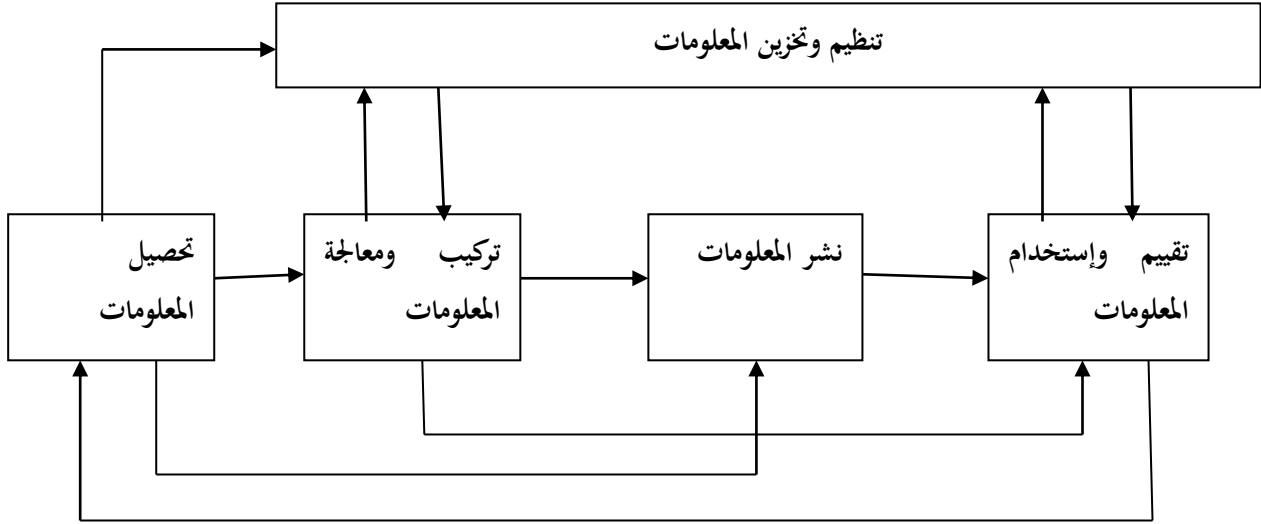 تنظيم وتخزين المعلومات
تحصيل
المعلومات
تركيب ومعالجة
المعلومات
نشر المعلومات
تقييم وإستخدام
المعلومات